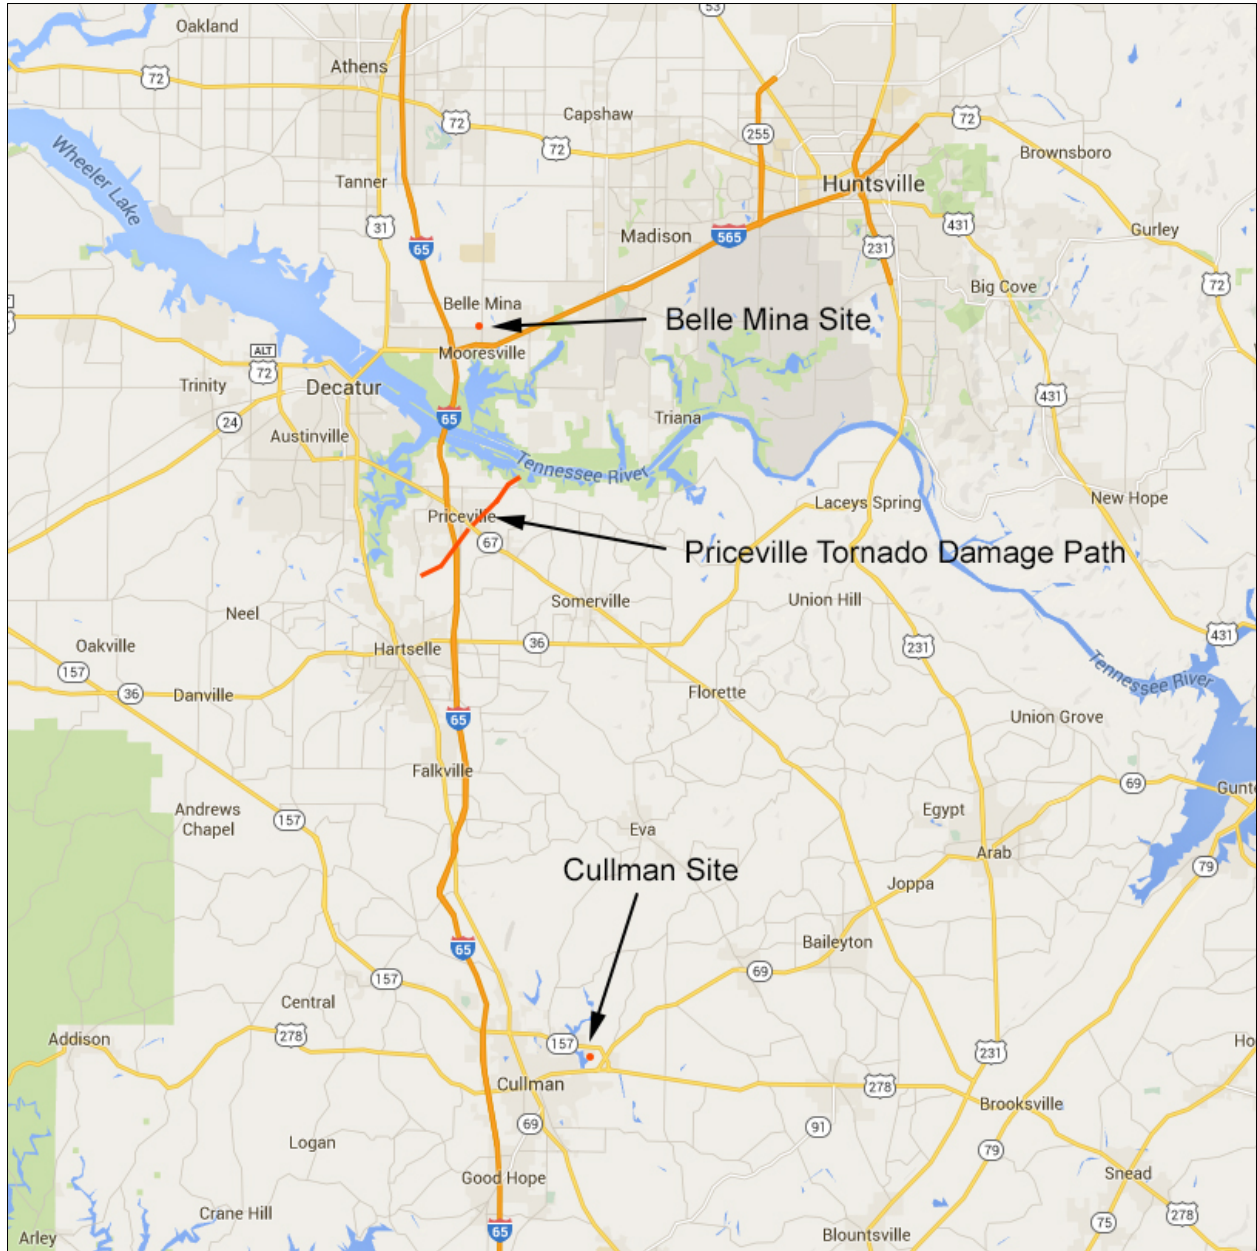 53
Oakland
Athens
72
Capshaw
72
255
72
72
Brownsboro
Wheeler Lake
Tanner
Huntsville
31
431
Gurley
Madison
565
231
65
Big Cove
72
Belle Mina
Belle Mina Site
ALT
72
Mooresville
Trinity
Decatur
431
24
65
Triana
Austinville
Tennessee River
New Hope
Laceys Spring
Priceville
67
Priceville Tornado Damage Path
Somerville
Union Hill
Neel
431
Oakville
Hartselle
36
231
157
Tennessee River
36
Danville
Florette
65
Union Grove
Falkville
69
Gunte
Andrews
Chapel
157
Egypt
Eva
Arab
Cullman Site
79
Joppa
65
Baileyton
157
69
Central
278
Addison
157
231
Ho
Cullman
278
Brooksville
69
91
Logan
79
Good Hope
Snead
Crane Hill
278
75
65
Blountsville
Arley